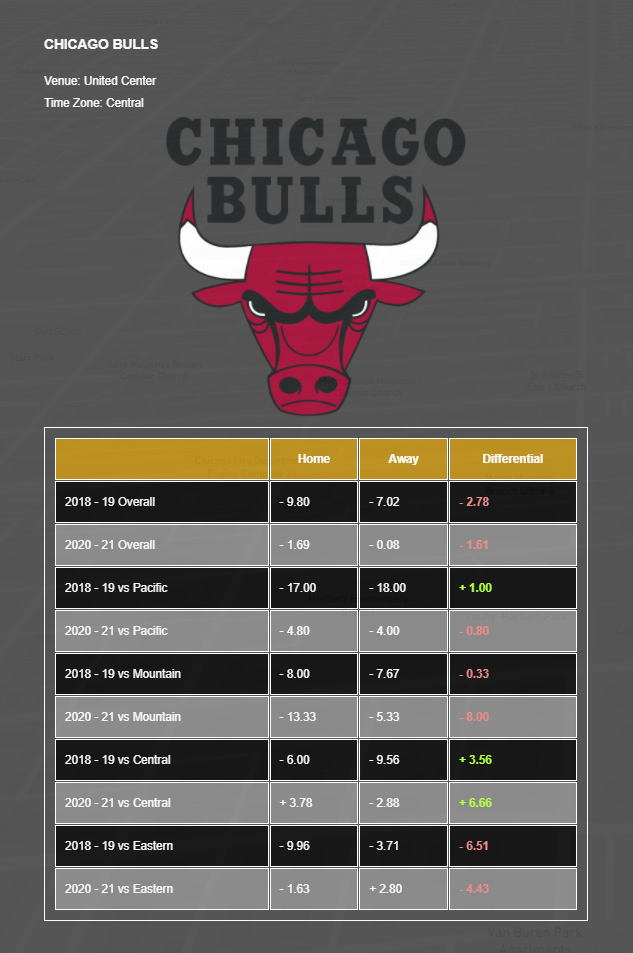 CHICAGO BULLS
Venue: United Center
Time Zone: Central
CHICAGO
BULLS
Home Away Differential
2018 - 19 Overall - 9.80 - 7.02 - 2.78
2020 - 21 Overall - 1.69 - 0.08 - 1.61
2018 - 19 vs Pacific - 17.00 - 18.00 + 1.00
2020 - 21 vs Pacific - 4.80 - 4.00 - 0.80
2018 - 19 vs Mountain - 8.00 - 7.67 - 0.33
2020 - 21 vs Mountain - 13.33 - 5.33 - 8.00
2018 - 19 vs Central - 6.00 - 9.56 + 3.56
2020 - 21 vs Central + 3.78 - 2.88 + 6.66
2018 - 19 vs Eastern - 9.96 - 3.71 - 6.51
2020 - 21 vs Eastern - 1.63 + 2.80 - 4.43
Van Buren Park
Apartments